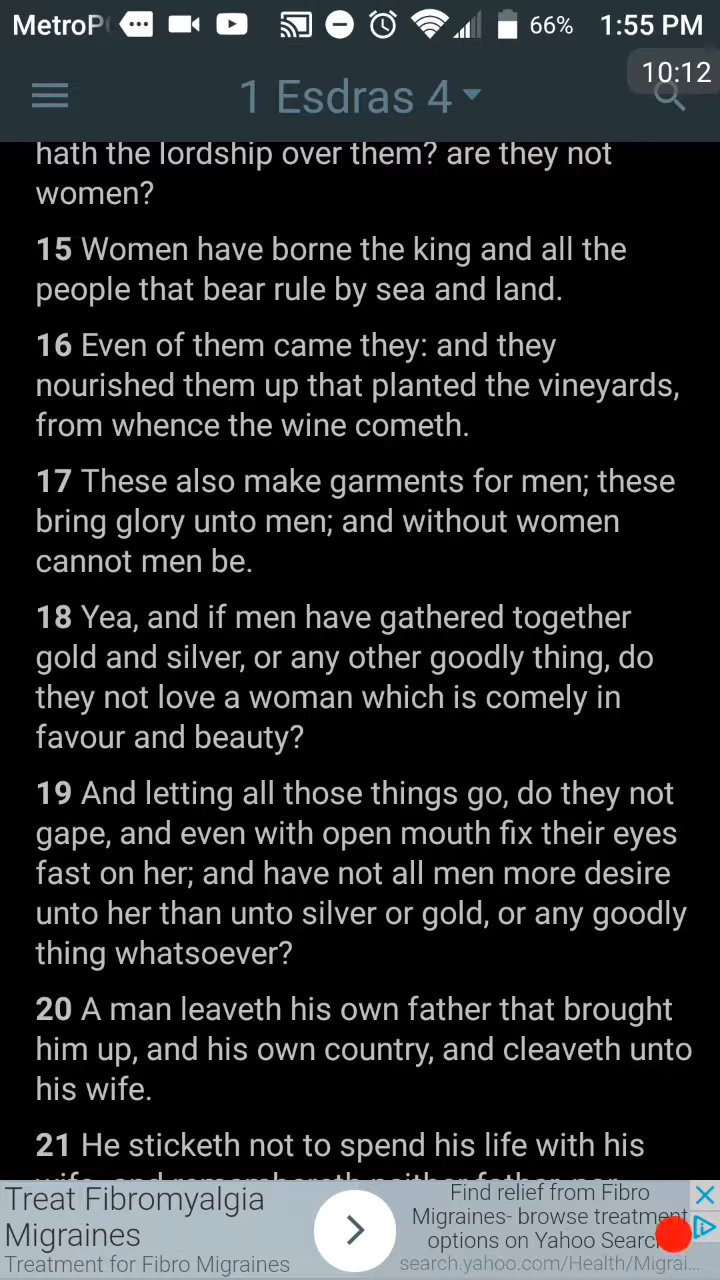 MetroP 66% 1:55 PM
10:12
1 Esdras 4
hath the lordship over them? are they not
women?
15 Women have borne the king and all the
people that bear rule by sea and land.
16 Even of them came they: and they
nourished them up that planted the vineyards,
from whence the wine cometh.
17 These also make garments for men; these
bring glory unto men; and without women
cannot men be.
18 Yea, and if men have gathered together
gold and silver, or any other goodly thing, do
they not love a woman which is comely in
favour and beauty?
19 And letting all those things go, do they not
gape, and even with open mouth fix their eyes
fast on her; and have not all men more desire
unto her than unto silver or gold, or any goodly
thing whatsoever?
20 A man leaveth his own father that brought
him up, and his own country, and cleaveth unto
his wife.
21 He sticketh not to spend his life with his
Treat Fibromyalgia
Migraines
Treatment for Fibro Migraines
Find relief from Fibro
Migraines- browse treatment
options on Yahoo Searc
search.yahoo.com/Health/Migrai...